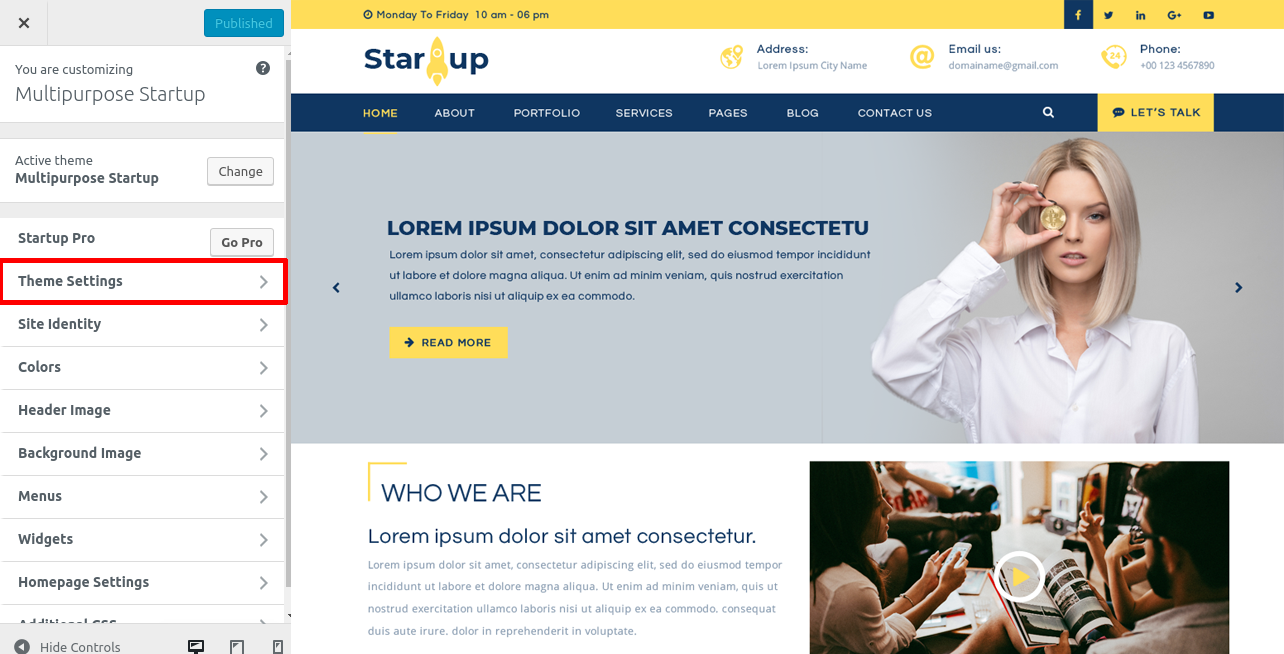 Published
You are customizing
Multipurpose Startup
Active theme
Multipurpose Startup
Change
Startup Pro
Go Pro
Theme Settings
Site Identity
Colors
Header Image
Background Image
Menus
Widgets
Homepage Settings
Additional CSS
Hide Controls
Monday To Friday 10 am - 06 pm
Star up
Address:
Lorem Ipsum City Name
Email us:
domainame@gmail.com
24
Phone:
+00 123 4567890
HOME ABOUT PORTFOLIO SERVICES PAGES BLOG CONTACT US
LET'S TALK
LOREM IPSUM DOLOR SIT AMET CONSECTETU
Lorem ipsum dolor sit amet, consectetur adipiscing elit, sed do eiusmod tempor incididunt
ut labore et dolore magna aliqua. Ut enim ad minim veniam, quis nostrud exercitation
ullamco laboris nisi ut aliquip ex ea commodo.
READ MORE
WHO WE ARE
Lorem ipsum dolor sit amet consectetur.
Lorem ipsum dolor sit amet, consectetur adipiscing elit, sed do eiusmod tempor
incididunt ut labore et dolore magna aliqua. Ut enim ad minim veniam, quis ut
nostrud exercitation ullamco laboris nisi ut aliquip ex ea commodo. consequat
duis aute irure. dolor in reprehenderit in voluptate.